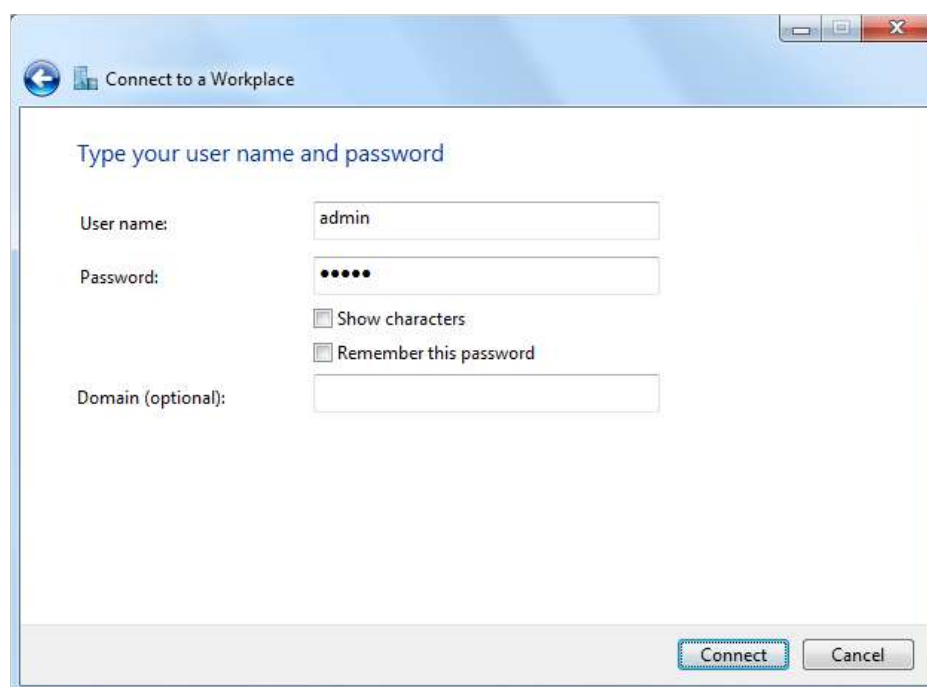 Connect to a Workplace
Type your user name and password
User name: admin
Password: •••••
Show characters
Remember this password
Domain (optional):
Connect Cancel